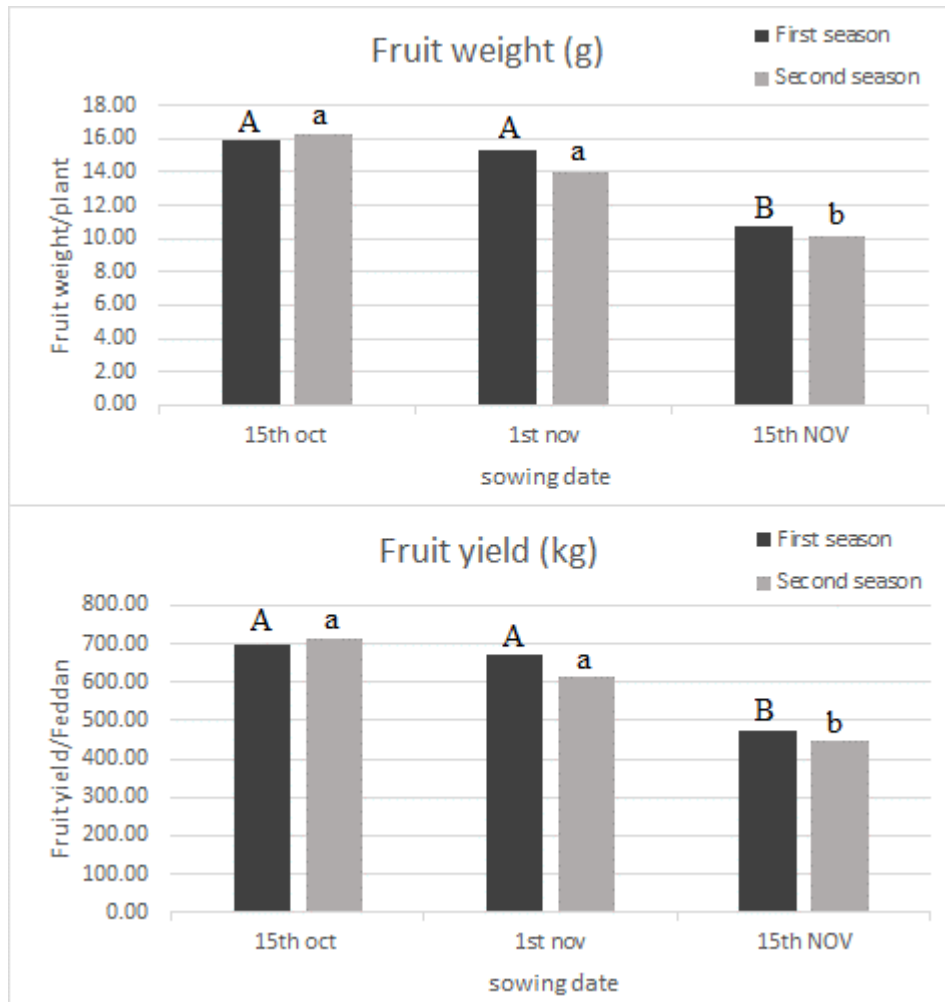 Fruit weight (g)
First season
Second season
Fruit weight/plant
18.00
16.00
14.00
12.00
10.00
8.00
6.00
4.00
2.00
0.00
A a A a B b
15th oct 1st nov 15th NOV
sowing date
Fruit yield (kg)
First season
Second season
Fruit yield/Feddan
800.00
700.00
600.00
500.00
400.00
300.00
200.00
100.00
0.00
A a A a B b
15th oct 1st nov 15th NOV
sowing date